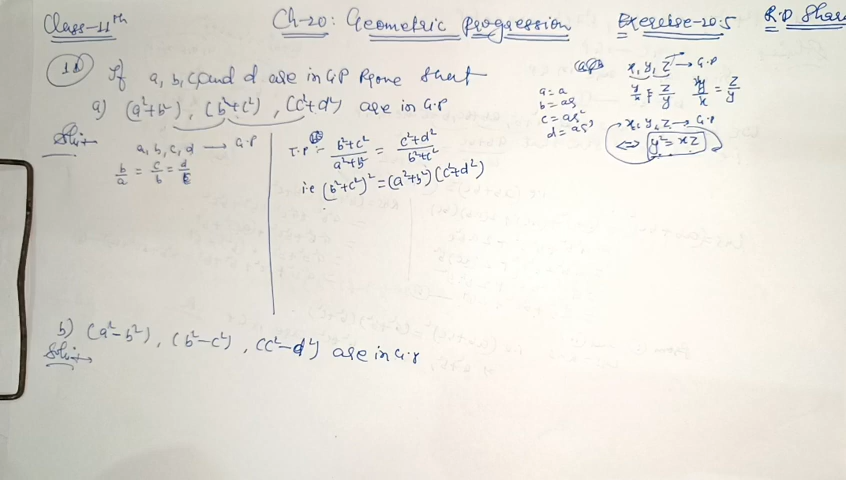 Class-11th Ch-20: Geometric progression Exercise-20.5 R.D Shar
11 If a, b, c, and d are in G.P Prove that
a) (a²+b²), (b²+c²), (c²+d²) are in G.P
Sol:-
a, b, c, d → G.P
b/a = c/b = d/c
T.P :- b²+c²/a²+b² = c²+d²/b²+c²
i.e (b²+c²)² = (a²+b²)(c²+d²)
a = a
b = ar
c = ar²
d = ar³
x, y, z → G.P
y/x = z/y y/x = z/y
→ x, y, z → G.P
⇔ y² = xz
b) (a²-b²), (b²-c²), (c²-d²) are in G.P
Sol:-